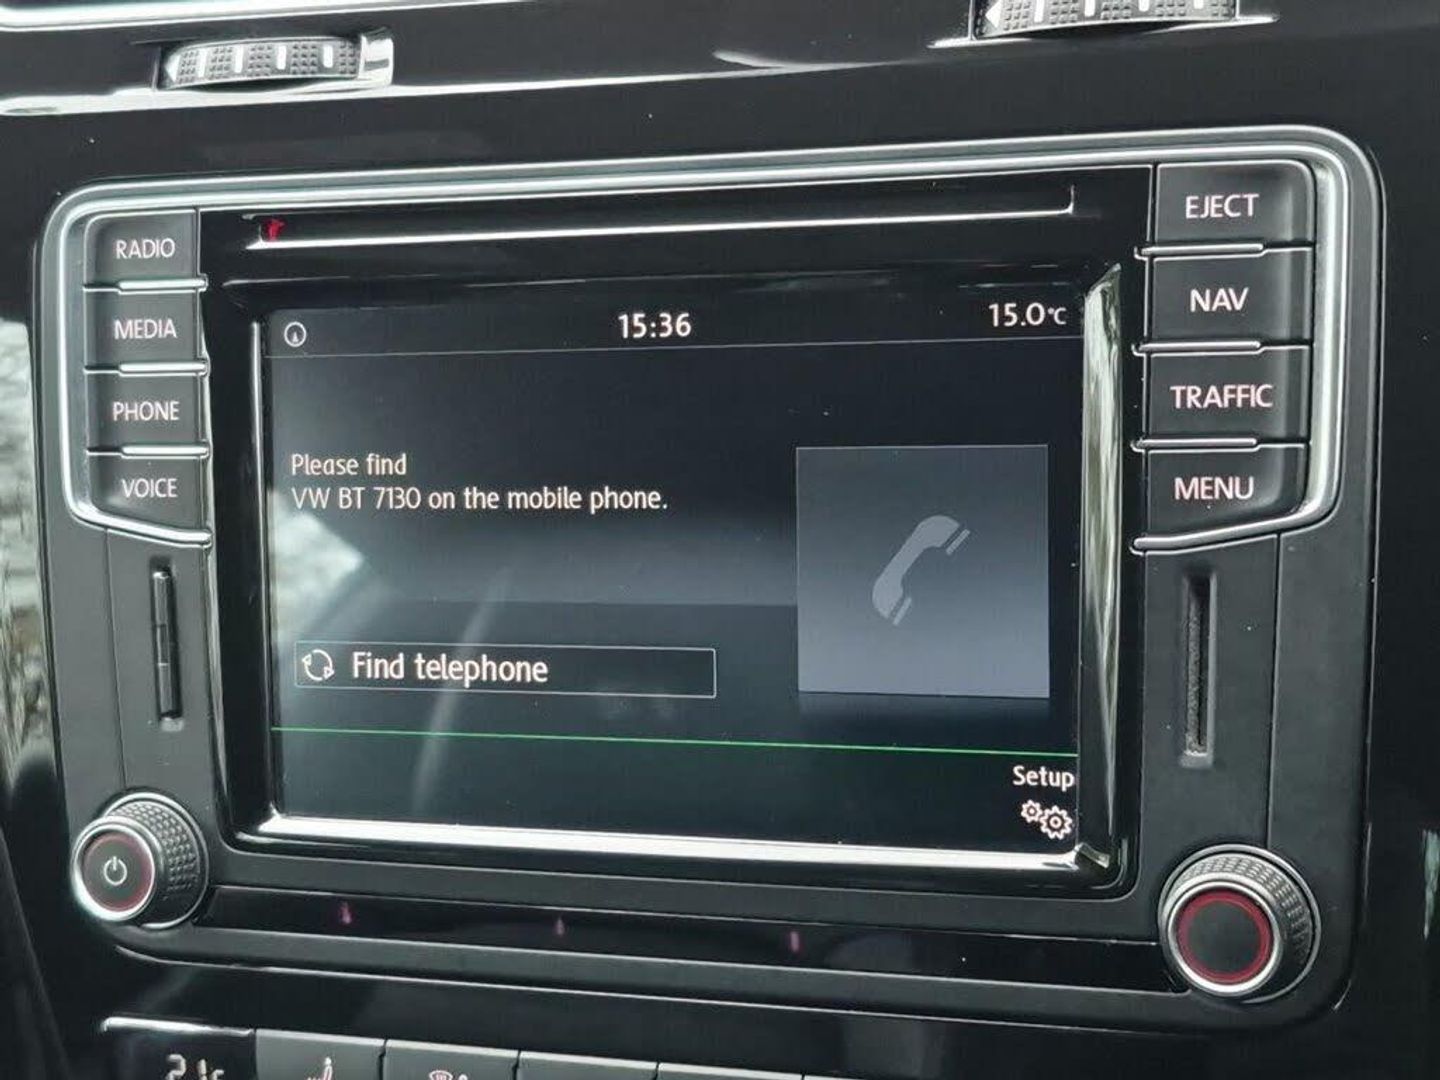 RADIO
MEDIA
PHONE
VOICE
EJECT
NAV
TRAFFIC
MENU
15:36
15.0°C
Please find
VW BT 7130 on the mobile phone.
Find telephone
Setup